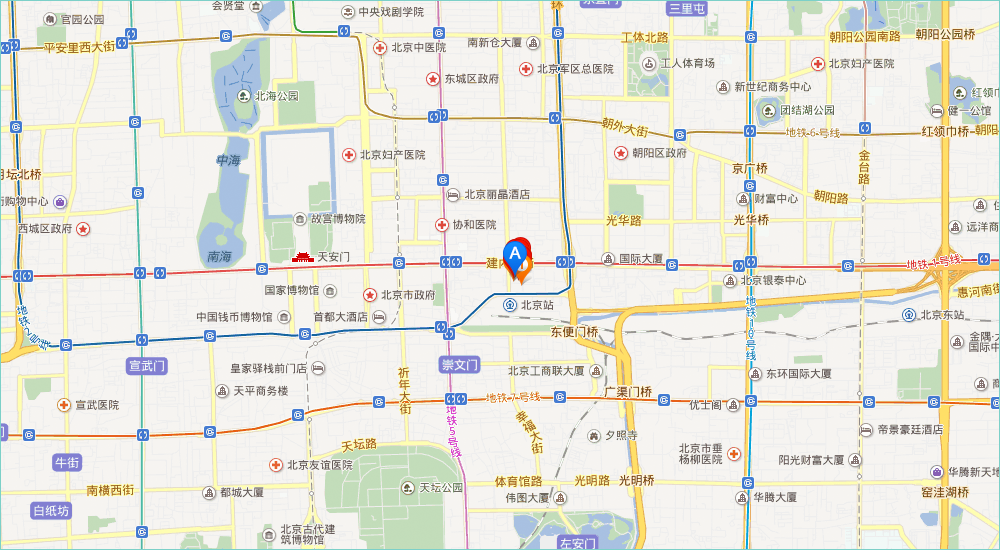 会贤堂
中央戏剧学院
三里屯
官园公园
平安里西大街
北京中医院
南新仓大厦
工体北路
朝阳公园南路
朝阳公园桥
东城区政府
北京军区总医院
工人体育场
北京妇产医院
新世纪商务中心
北海公园
团结湖公园
健一公馆
朝外大街
地铁6号线
红领巾桥
中海
北京妇产医院
朝阳区政府
金台路
月坛北桥
京广桥
购物中心
北京丽晶酒店
财富中心
朝阳路
西城区政府
故宫博物院
协和医院
光华路
光华桥
远洋商
南海
天安门
A
国际大厦
地铁1号线
国家博物馆
北京市政府
北京银泰中心
惠河南街
地铁2号线
中国钱币博物馆
首都大酒店
北京站
地铁10号线
北京东站
东便门桥
宣武门
皇家驿栈前门店
崇文门
北京工商联大厦
东环国际大厦
天平商务楼
祈年大街
地铁7号线
广渠门桥
优士阁
宣武医院
地铁5号线
幸福大街
夕照寺
帝景豪廷酒店
天坛路
北京市垂
杨柳医院
牛街
北京友谊医院
阳光财富大厦
体育馆路
光明路
光明桥
华腾新天地
南横西街
都城大厦
天坛公园
伟图大厦
华腾大厦
窑洼湖桥
白纸坊
北京古代建
筑博物馆
左安门